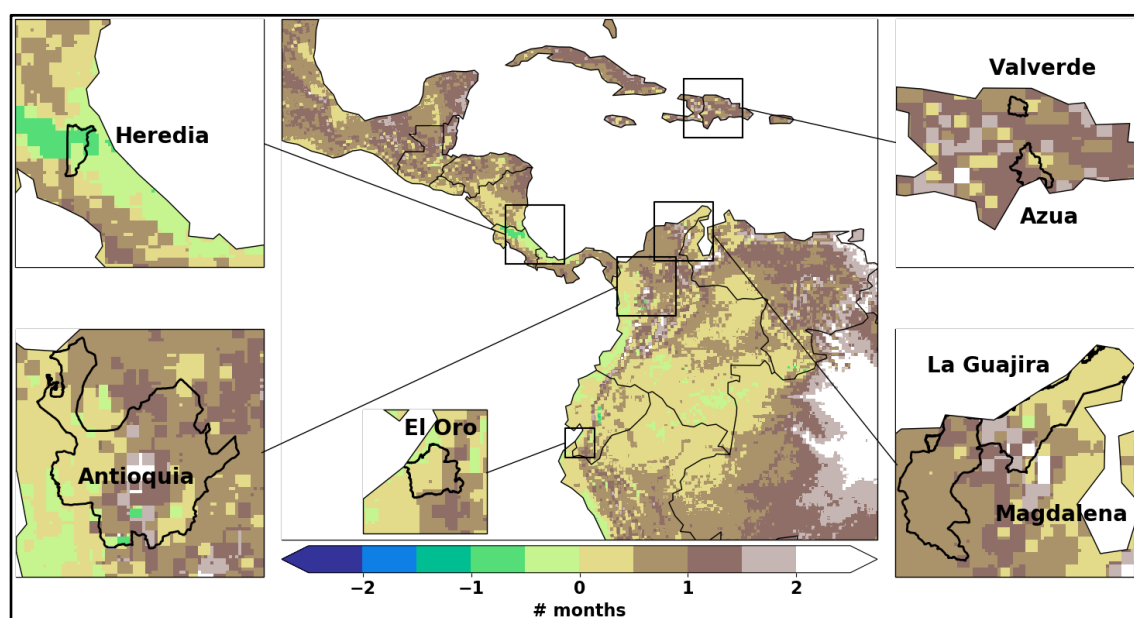 Heredia
Valverde
Azua
Antioquia
El Oro
La Guajira
Magdalena
−2 −1 0 1 2
# months